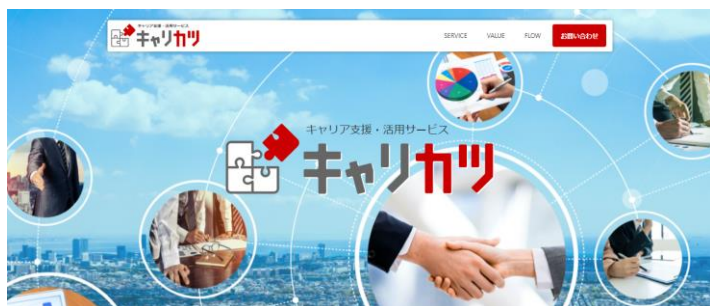 キャリア支援・活用サービス
キャリカツ
SERVICE
VALUE
FLOW
お問い合わせ
キャリア支援・活用サービス
キャリカツ